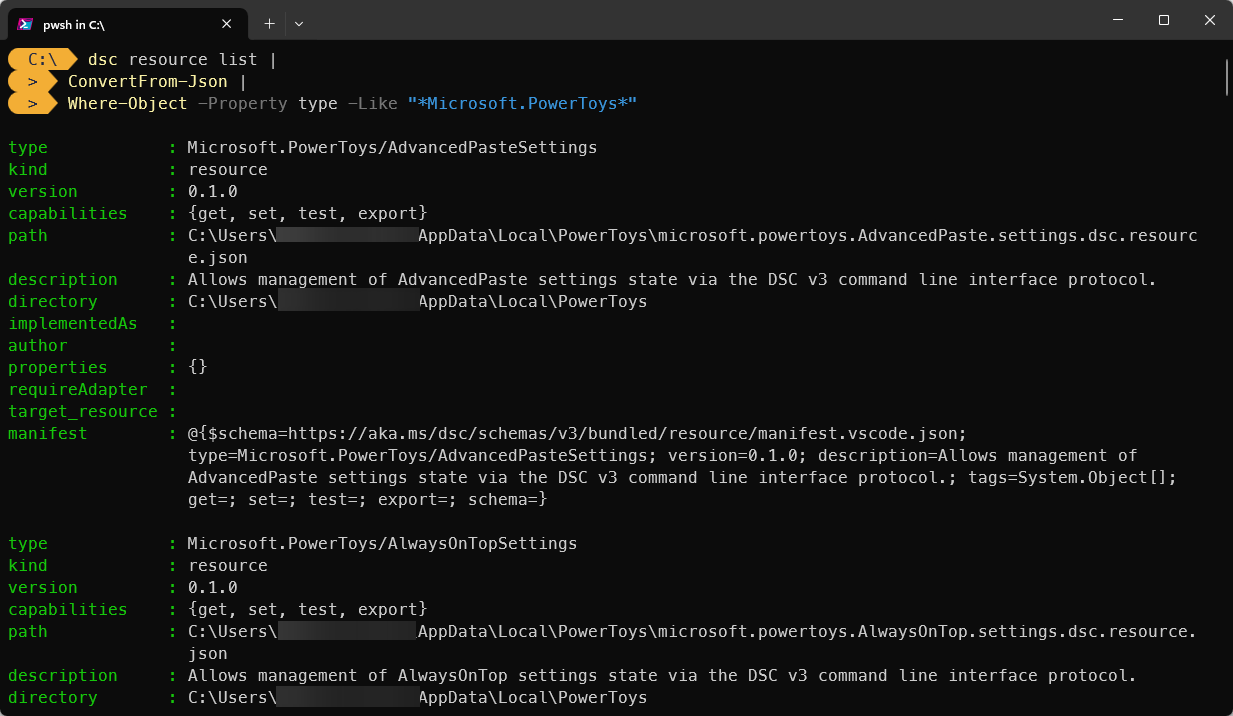 pwsh in C:\
C:\ dsc resource list |
> ConvertFrom-Json |
> Where-Object -Property type -Like "*Microsoft.PowerToys*"
type : Microsoft.PowerToys/AdvancedPasteSettings
kind : resource
version : 0.1.0
capabilities : {get, set, test, export}
path : C:\Users\ AppData\Local\PowerToys\microsoft.powertoys.AdvancedPaste.settings.dsc.resourc
e.json
description : Allows management of AdvancedPaste settings state via the DSC v3 command line interface protocol.
directory : C:\Users\ AppData\Local\PowerToys
implementedAs :
author :
properties : {}
requireAdapter :
target_resource :
manifest : @{$schema=https://aka.ms/dsc/schemas/v3/bundled/resource/manifest.vscode.json;
type=Microsoft.PowerToys/AdvancedPasteSettings; version=0.1.0; description=Allows management of
AdvancedPaste settings state via the DSC v3 command line interface protocol.; tags=System.Object[];
get=; set=; test=; export=; schema=}
type : Microsoft.PowerToys/AlwaysOnTopSettings
kind : resource
version : 0.1.0
capabilities : {get, set, test, export}
path : C:\Users\ AppData\Local\PowerToys\microsoft.powertoys.AlwaysOnTop.settings.dsc.resource.
json
description : Allows management of AlwaysOnTop settings state via the DSC v3 command line interface protocol.
directory : C:\Users\ AppData\Local\PowerToys